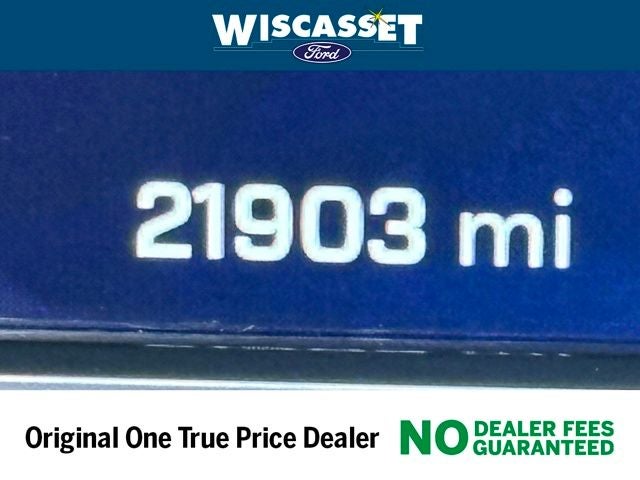 WISCASSET
Ford
21903 mi
Original One True Price Dealer
NO DEALER FEES
GUARANTEED